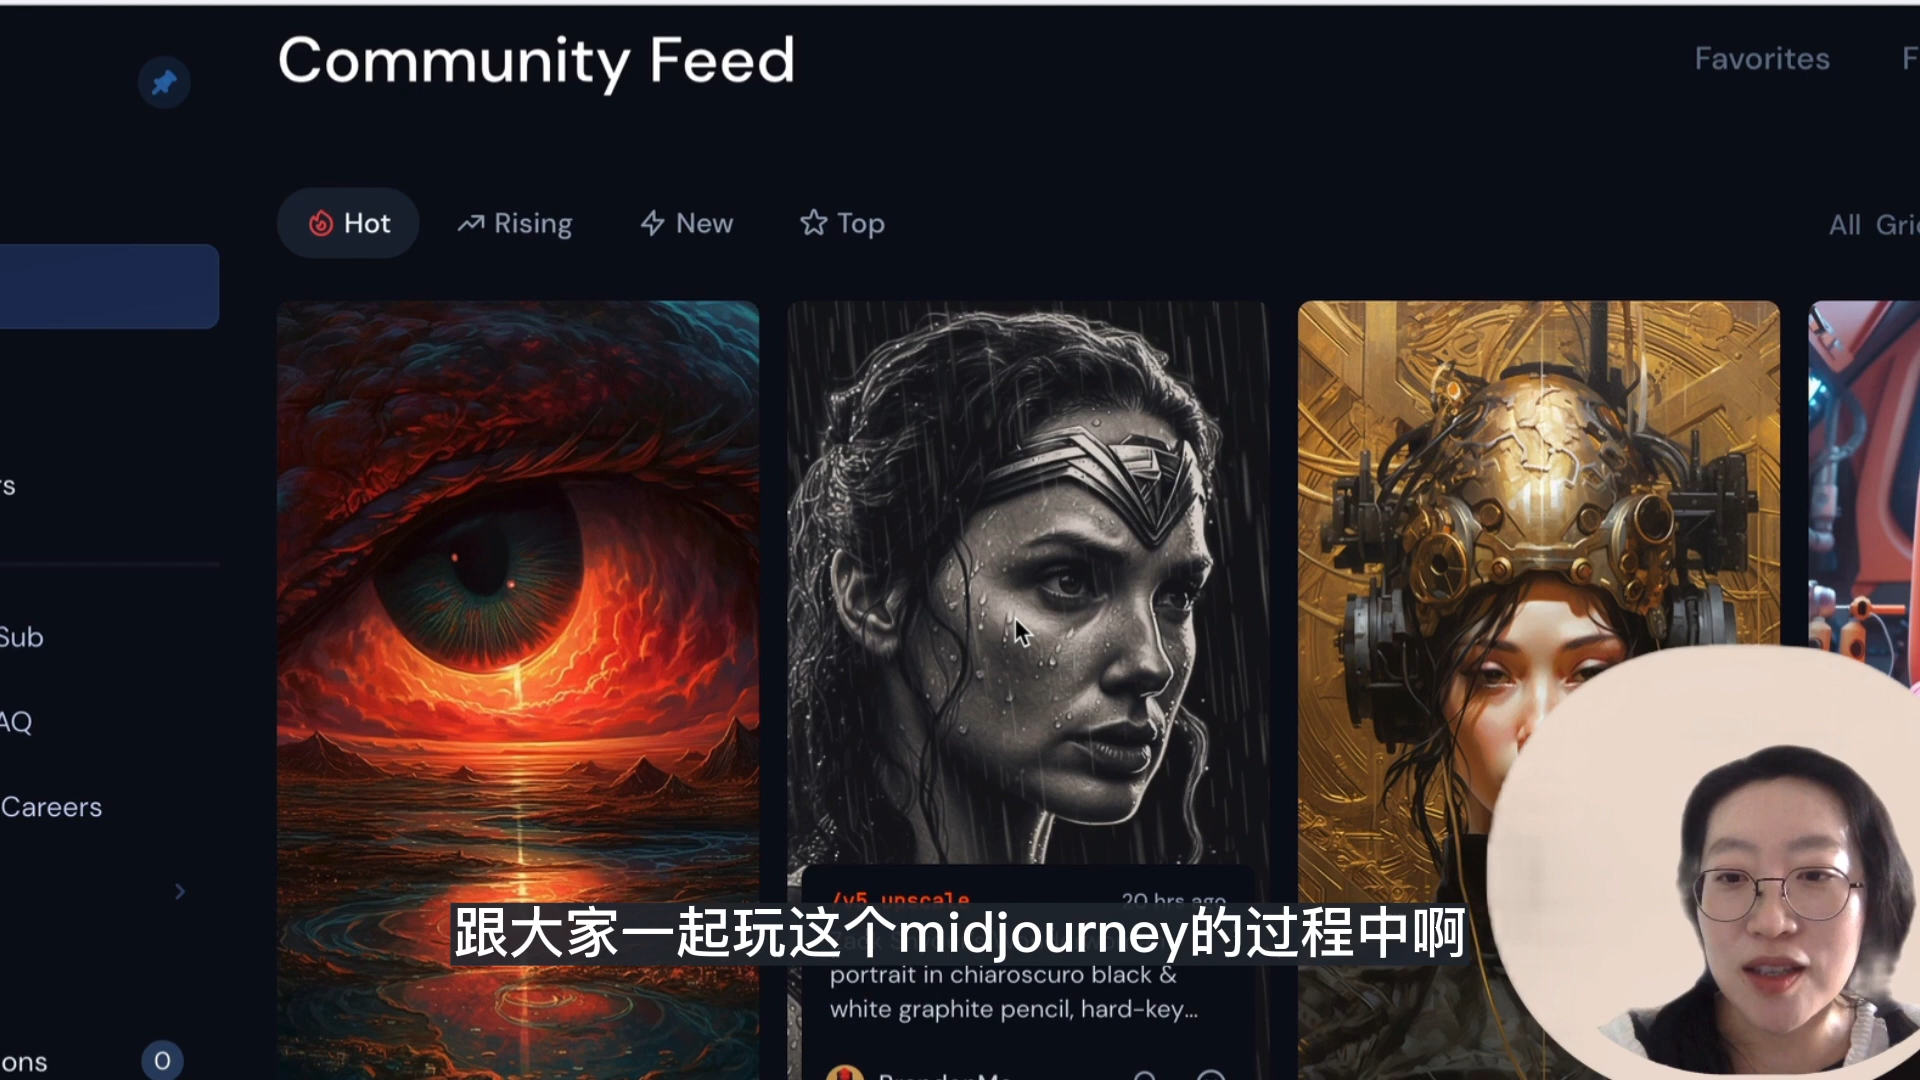 Community Feed
Favorites
F
Hot
Rising
New
Top
All
rs
Sub
AQ
Careers
/v5 upscale
20 hrs ago
跟大家一起玩这个midjourney的过程中啊
portrait in chiaroscuro black &
white graphite pencil, hard-key...
ons
0